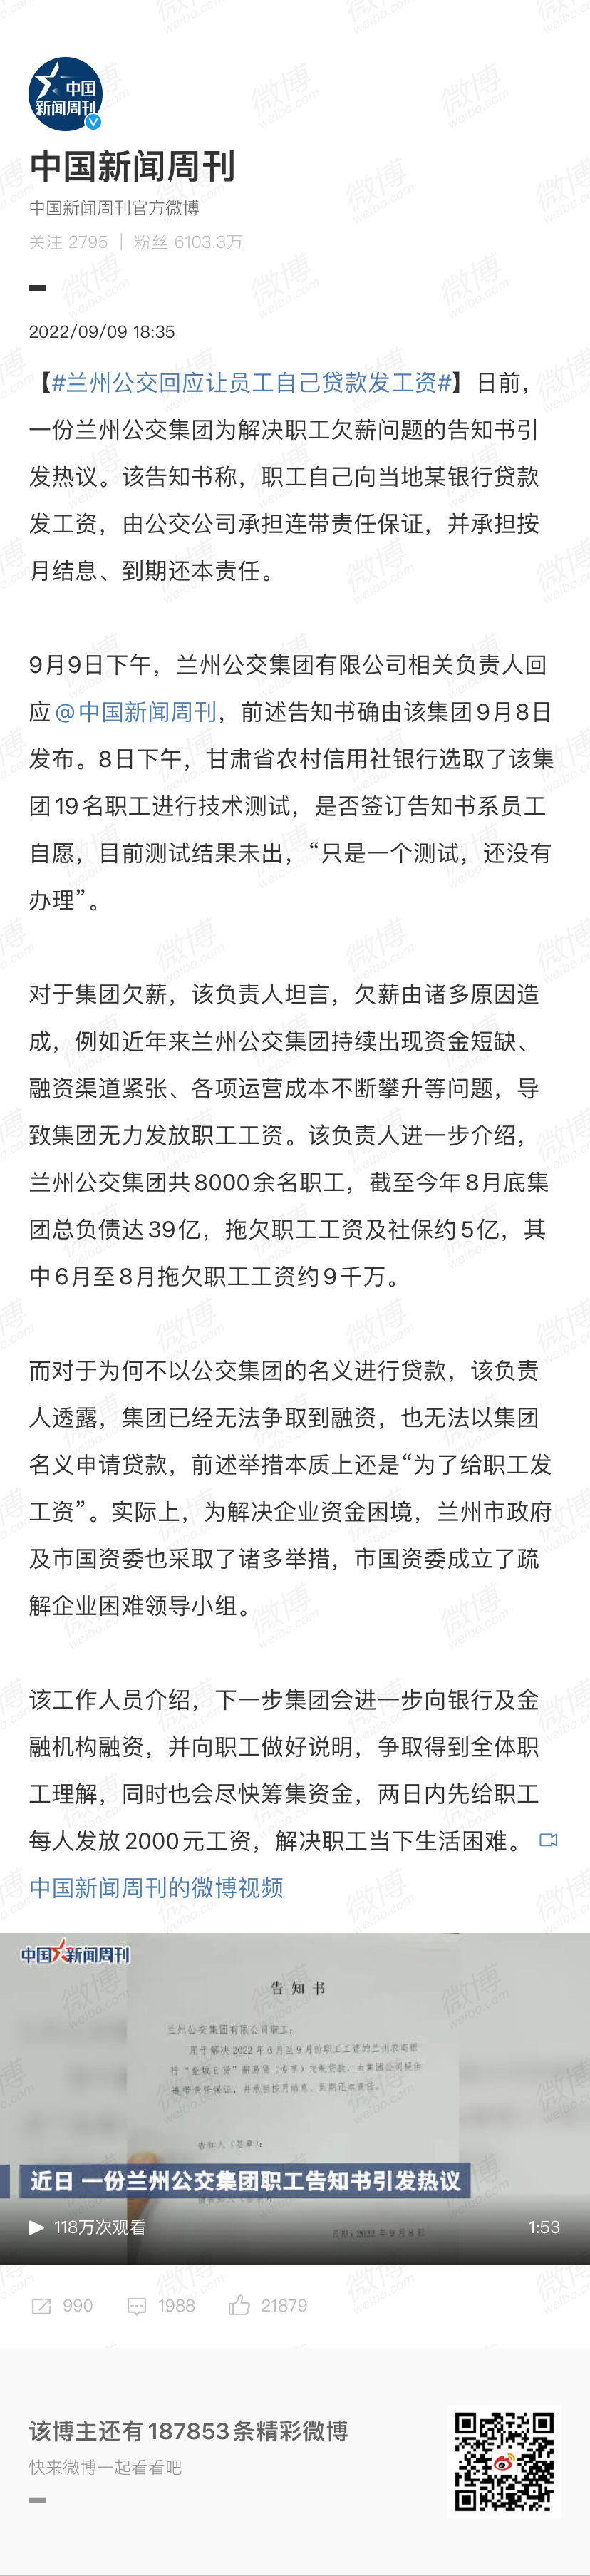 中国
新闻周刊
中国新闻周刊
中国新闻周刊官方微博
关注 2795 | 粉丝 6103.3万
2022/09/09 18:35
【#兰州公交回应让员工自己贷款发工资#】日前，
一份兰州公交集团为解决职工欠薪问题的告知书引
发热议。该告知书称，职工自己向当地某银行贷款
发工资，由公交公司承担连带责任保证，并承担按
月结息、到期还本责任。
9月9日下午，兰州公交集团有限公司相关负责人回
应@中国新闻周刊，前述告知书确由该集团9月8日
发布。8日下午，甘肃省农村信用社银行选取了该集
团19名职工进行技术测试，是否签订告知书系员工
自愿，目前测试结果未出，“只是一个测试，还没有
办理”。
对于集团欠薪，该负责人坦言，欠薪由诸多原因造
成，例如近年来兰州公交集团持续出现资金短缺、
融资渠道紧张、各项运营成本不断攀升等问题，导
致集团无力发放职工工资。该负责人进一步介绍，
兰州公交集团共8000余名职工，截至今年8月底集
团总负债达39亿，拖欠职工工资及社保约5亿，其
中6月至8月拖欠职工工资约9千万。
而对于为何不以公交集团的名义进行贷款，该负责
人透露，集团已经无法争取到融资，也无法以集团
名义申请贷款，前述举措本质上还是“为了给职工发
工资”。实际上，为解决企业资金困境，兰州市政府
及市国资委也采取了诸多举措，市国资委成立了疏
解企业困难领导小组。
该工作人员介绍，下一步集团会进一步向银行及金
融机构融资，并向职工做好说明，争取得到全体职
工理解，同时也会尽快筹集资金，两日内先给职工
每人发放2000元工资，解决职工当下生活困难。
中国新闻周刊的微博视频
中国新闻周刊
告知书
兰州公交集团有限公司职工：
用于解决2022年6月至9月份职工工资的兰州农商银
行“金城E贷”薪易贷（专享）定制贷款，由集团公司提供
连带责任保证，并承担按月结息、到期还本责任。
告知人（签章）：
近日 一份兰州公交集团职工告知书引发热议
118万次观看
1:53
日期：2022年9月8日
990 1988 21879
该博主还有187853条精彩微博
快来微博一起看看吧